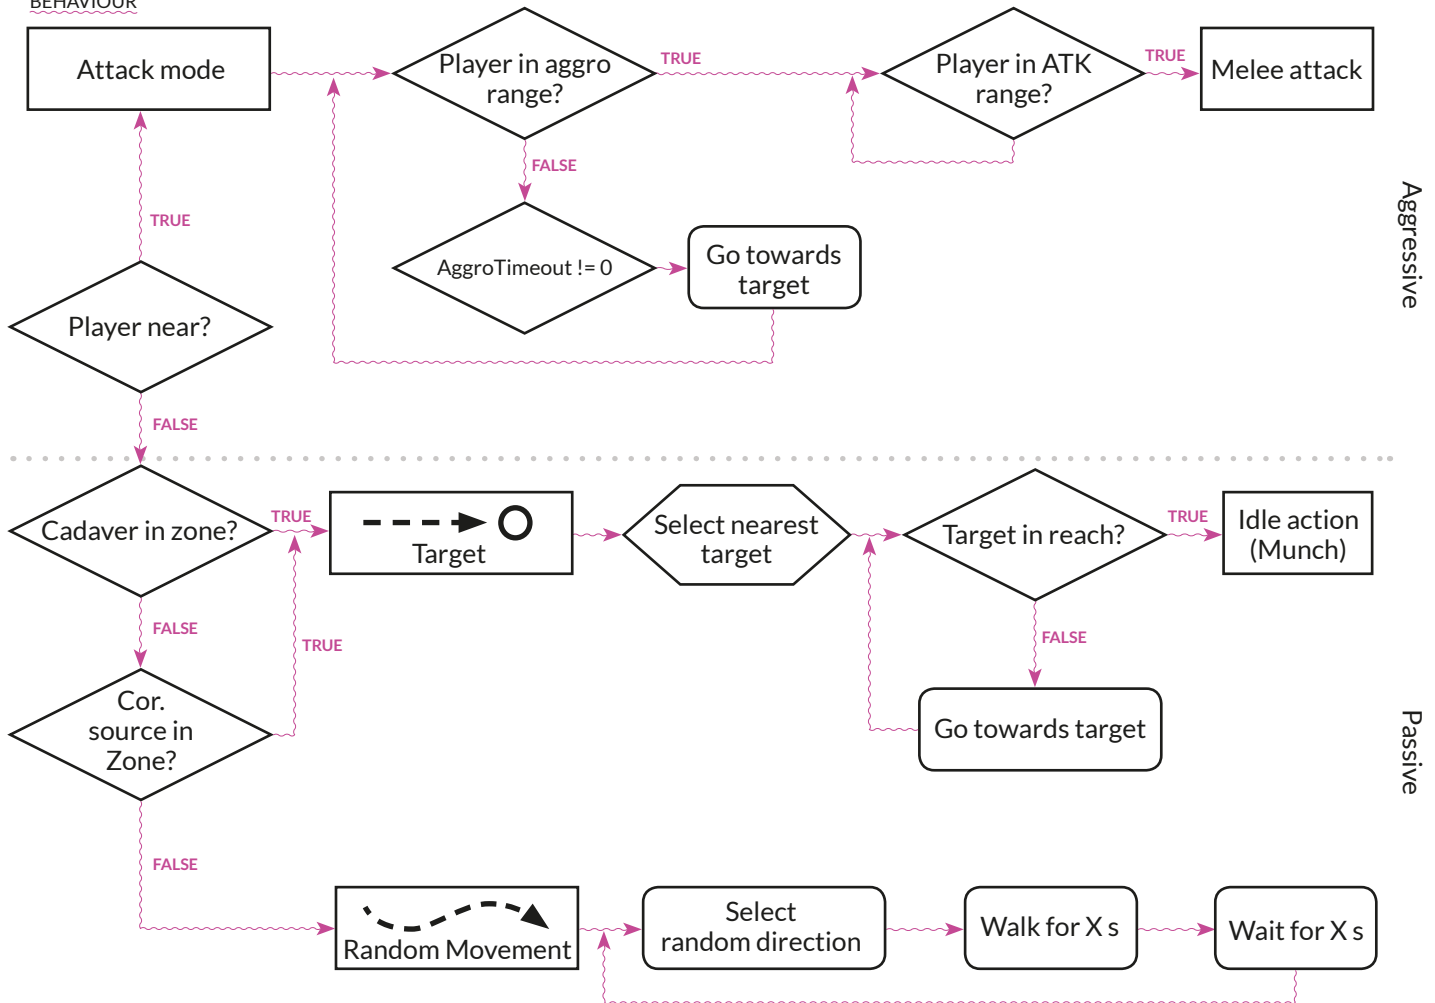 BEHAVIOUR
Attack mode
Player in aggro
range?
TRUE
Player in ATK
range?
TRUE
Melee attack
FALSE
TRUE
AggroTimeout != 0
Go towards
target
Aggressive
Player near?
FALSE
Cadaver in zone?
TRUE
Target
Select nearest
target
Target in reach?
TRUE
Idle action
(Munch)
FALSE
TRUE
FALSE
Cor.
source in
Zone?
Go towards target
Passive
FALSE
Random Movement
Select
random direction
Walk for X s
Wait for X s